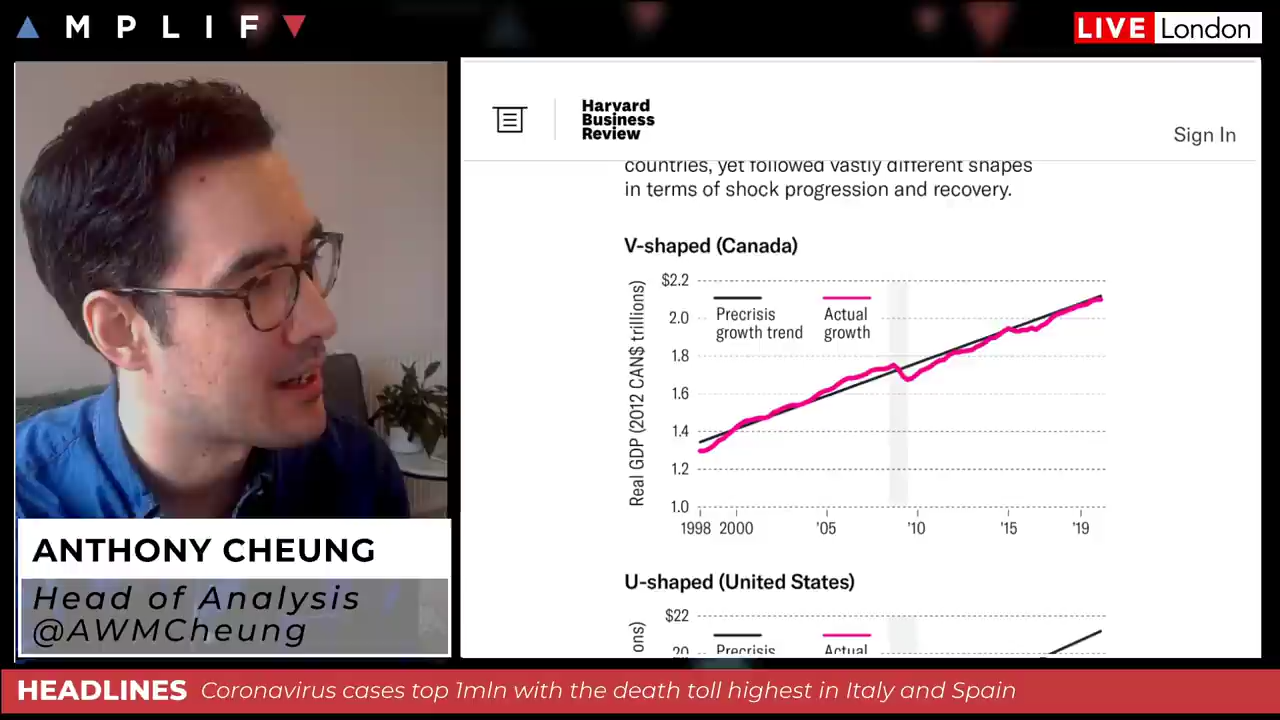 AMPLIFY
LIVE London
Harvard
Business
Review
Sign In
countries, yet followed vastly different shapes
in terms of shock progression and recovery.
V-shaped (Canada)
Real GDP (2012 CAN$ trillions)
$2.2
2.0
1.8
1.6
1.4
1.2
1.0
Precrisis
growth trend
Actual
growth
1998 2000 '05 '10 '15 '19
U-shaped (United States)
$22
20
ons)
Precrisis
Actual
ANTHONY CHEUNG
Head of Analysis
@AWMCheung
HEADLINES Coronavirus cases top 1mln with the death toll highest in Italy and Spain